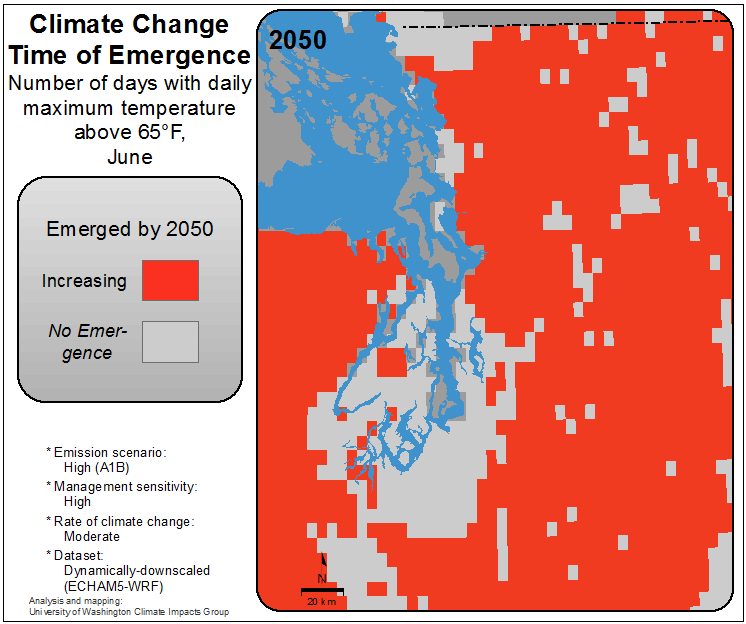 Climate Change
Time of Emergence
Number of days with daily
maximum temperature
above 65°F,
June
2050
Emerged by 2050
Increasing
No Emer-
gence
* Emission scenario:
High (A1B)
* Management sensitivity:
High
* Rate of climate change:
Moderate
* Dataset:
Dynamically-downscaled
(ECHAM5-WRF)
Analysis and mapping:
University of Washington Climate Impacts Group
N
20 km